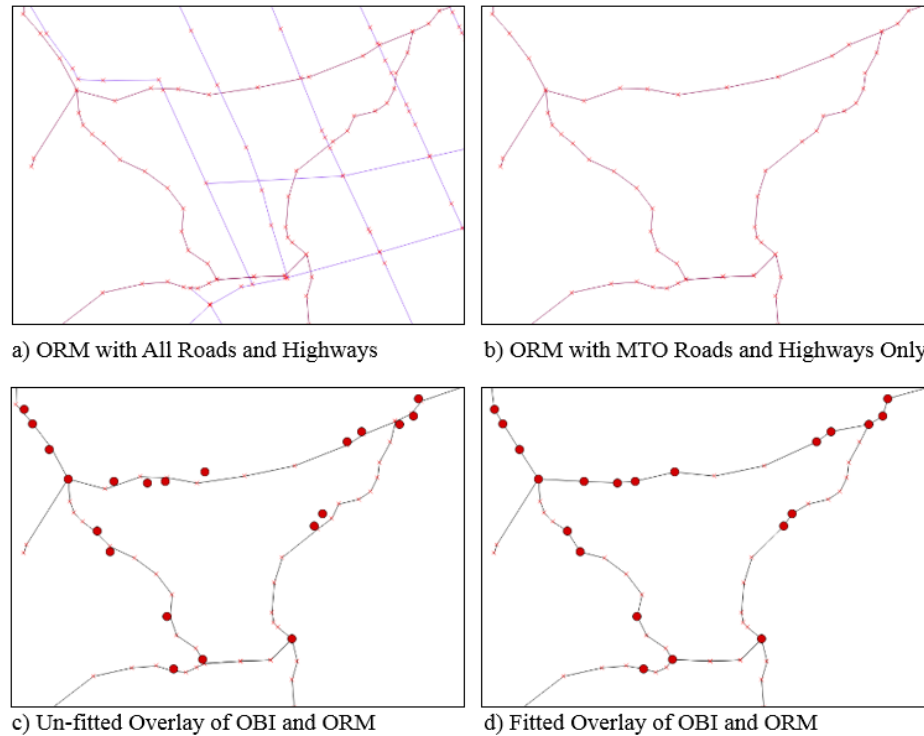 a) ORM with All Roads and Highways
b) ORM with MTO Roads and Highways Only
c) Un-fitted Overlay of OBI and ORM
d) Fitted Overlay of OBI and ORM